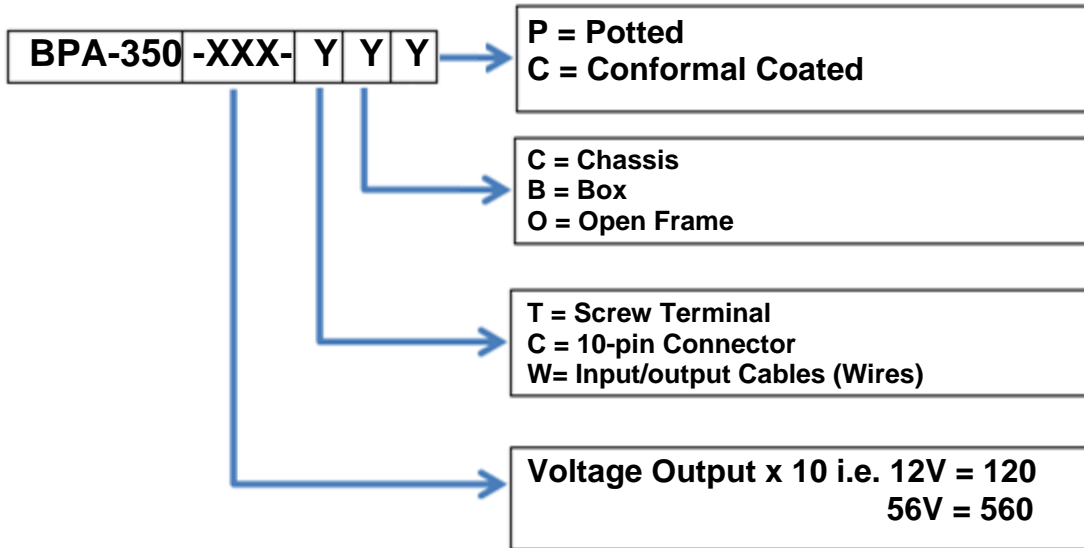 BPA-350 -XXX- Y Y Y
P = Potted
C = Conformal Coated
C = Chassis
B = Box
O = Open Frame
T = Screw Terminal
C = 10-pin Connector
W= Input/output Cables (Wires)
Voltage Output x 10 i.e. 12V = 120
56V = 560